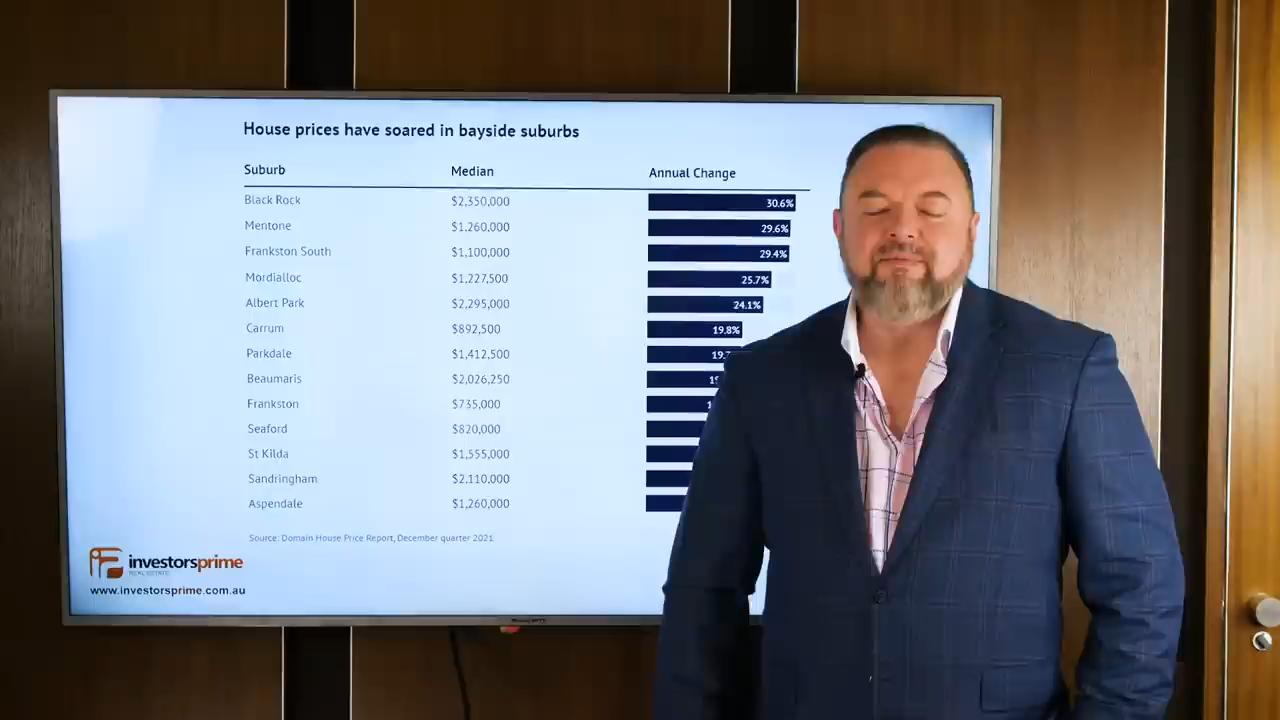 House prices have soared in bayside suburbs
Suburb Median Annual Change
Black Rock $2,350,000 30.6%
Mentone $1,260,000 29.6%
Frankston South $1,100,000 29.4%
Mordialloc $1,227,500 25.7%
Albert Park $2,295,000 24.1%
Carrum $892,500 19.8%
Parkdale $1,412,500 19.
Beaumaris $2,026,250
Frankston $735,000
Seaford $820,000
St Kilda $1,555,000
Sandringham $2,110,000
Aspendale $1,260,000
Source: Domain House Price Report, December quarter 2021
investorsprime
REAL ESTATE
www.investorsprime.com.au